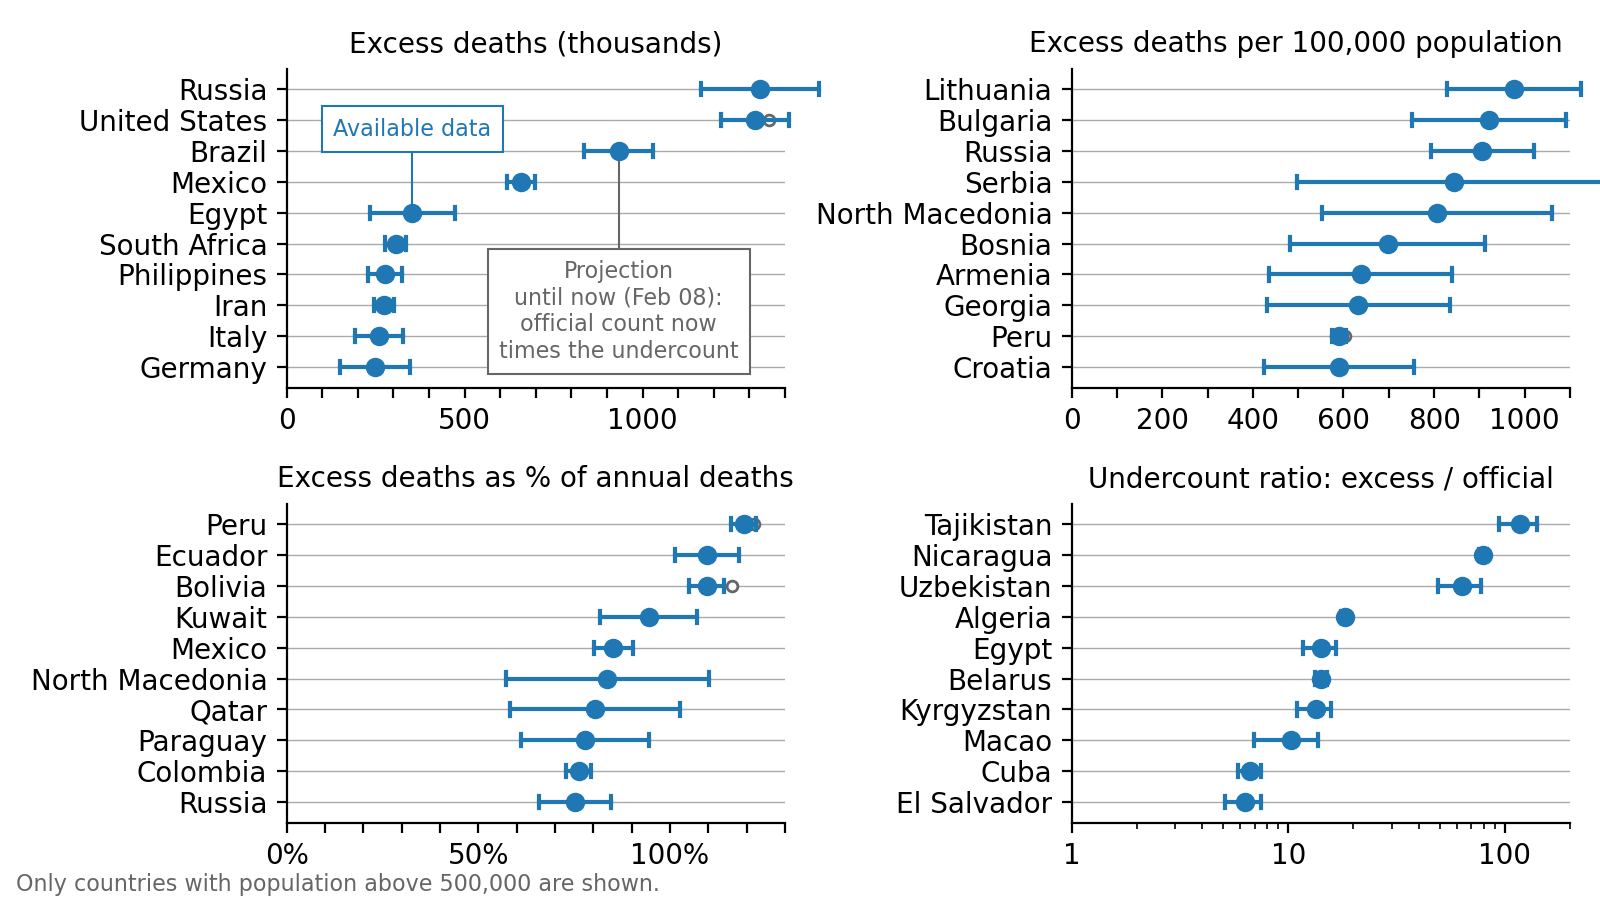 Excess deaths (thousands)
Russia
United States
Available data
Brazil
Mexico
Egypt
South Africa
Philippines
Iran
Italy
Germany
Projection
until now (Feb 08):
official count now
times the undercount
0 500 1000
Excess deaths per 100,000 population
Lithuania
Bulgaria
Russia
Serbia
North Macedonia
Bosnia
Armenia
Georgia
Peru
Croatia
0 200 400 600 800 1000
Excess deaths as % of annual deaths
Peru
Ecuador
Bolivia
Kuwait
Mexico
North Macedonia
Qatar
Paraguay
Colombia
Russia
0% 50% 100%
Undercount ratio: excess / official
Tajikistan
Nicaragua
Uzbekistan
Algeria
Egypt
Belarus
Kyrgyzstan
Macao
Cuba
El Salvador
1 10 100
Only countries with population above 500,000 are shown.